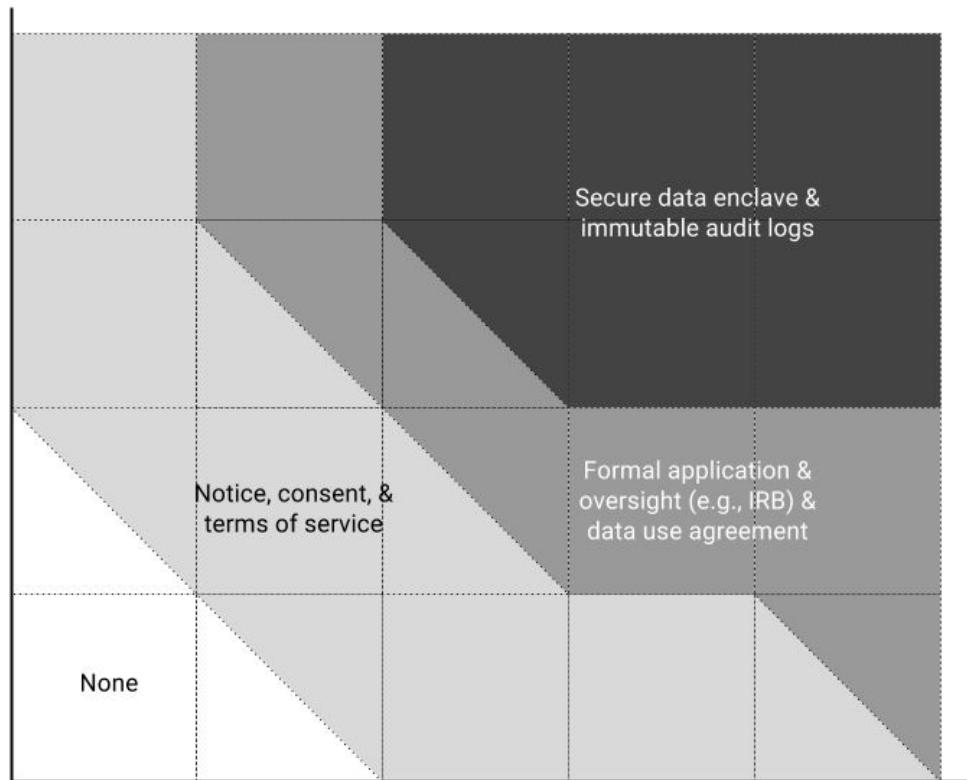 Secure data enclave &
immutable audit logs
Notice, consent, &
terms of service
Formal application &
oversight (e.g., IRB) &
data use agreement
None